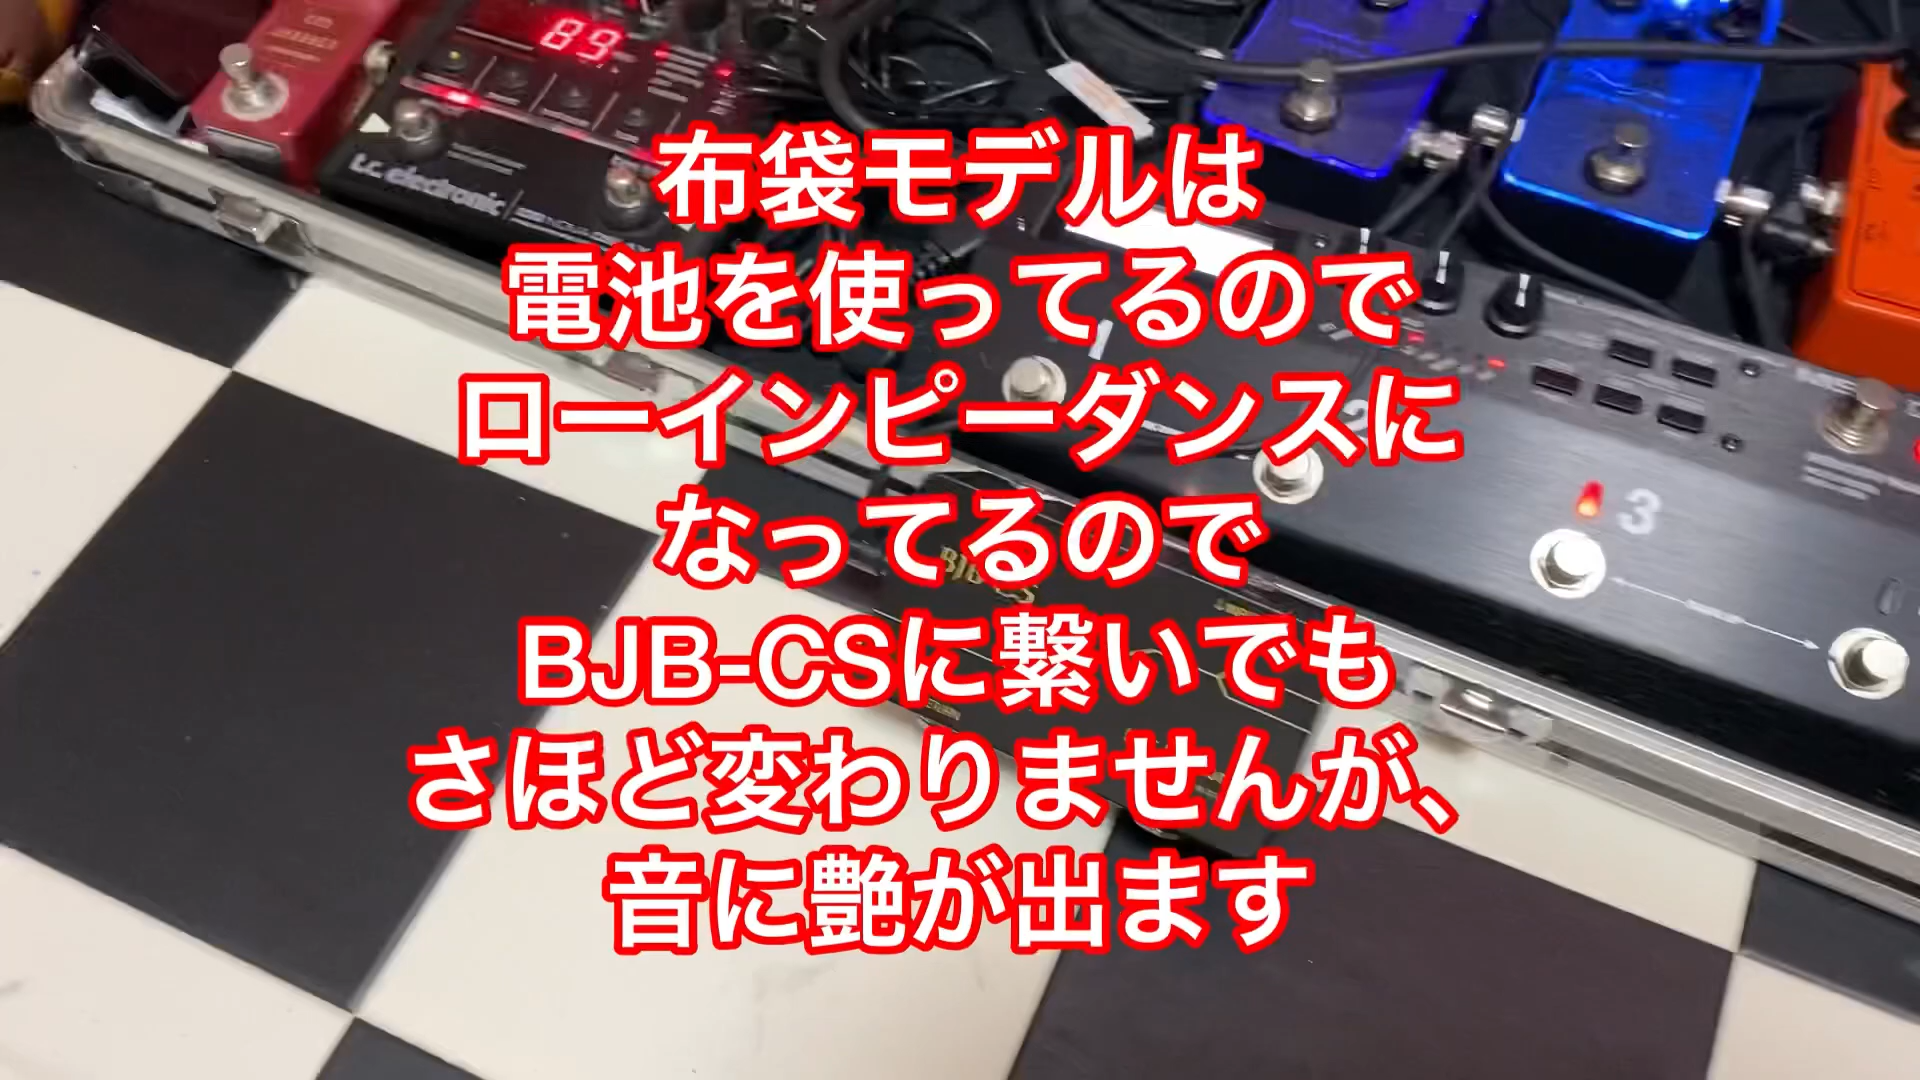 89
t.c. electronic
布袋モデルは
電池を使ってるので
ローインピーダンスに
なってるので
BJB-CSに繋いでも
さほど変わりませんが、
音に艶が出ます
1
2
3